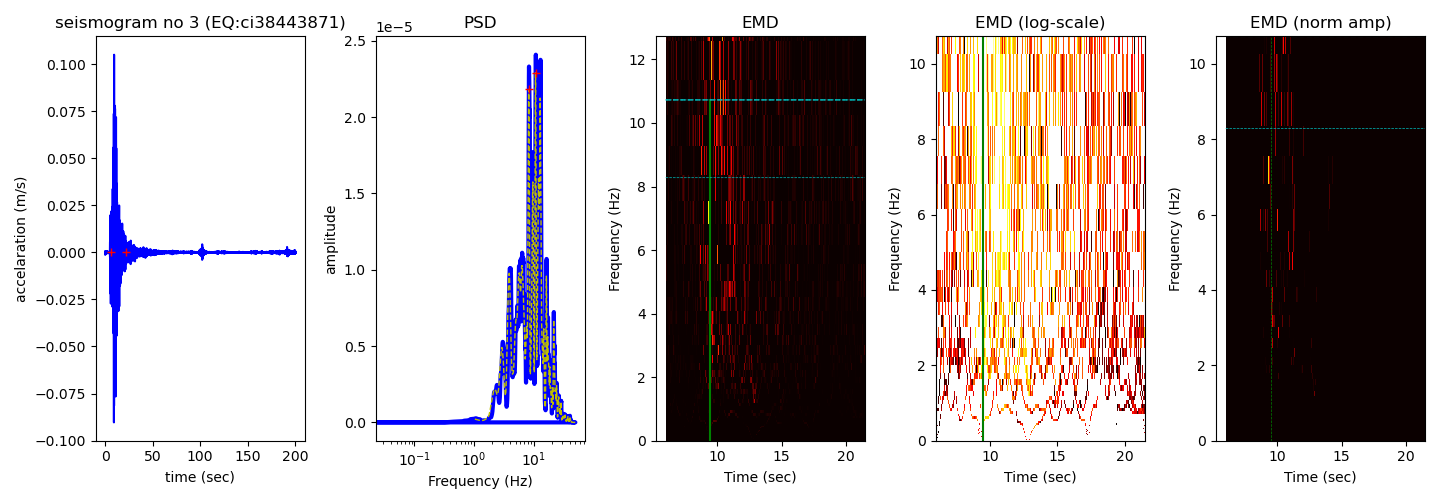 seismogram no 3 (EQ:ci38443871)
accelaration (m/s)
0.100
0.075
0.050
0.025
0.000
−0.025
−0.050
−0.075
−0.100
0 50 100 150 200
time (sec)
PSD
1e−5
amplitude
2.5
2.0
1.5
1.0
0.5
0.0
10⁻¹ 10⁰ 10¹
Frequency (Hz)
EMD
Frequency (Hz)
12
10
8
6
4
2
0
10 15 20
Time (sec)
EMD (log-scale)
Frequency (Hz)
10
8
6
4
2
0
10 15 20
Time (sec)
EMD (norm amp)
Frequency (Hz)
10
8
6
4
2
0
10 15 20
Time (sec)